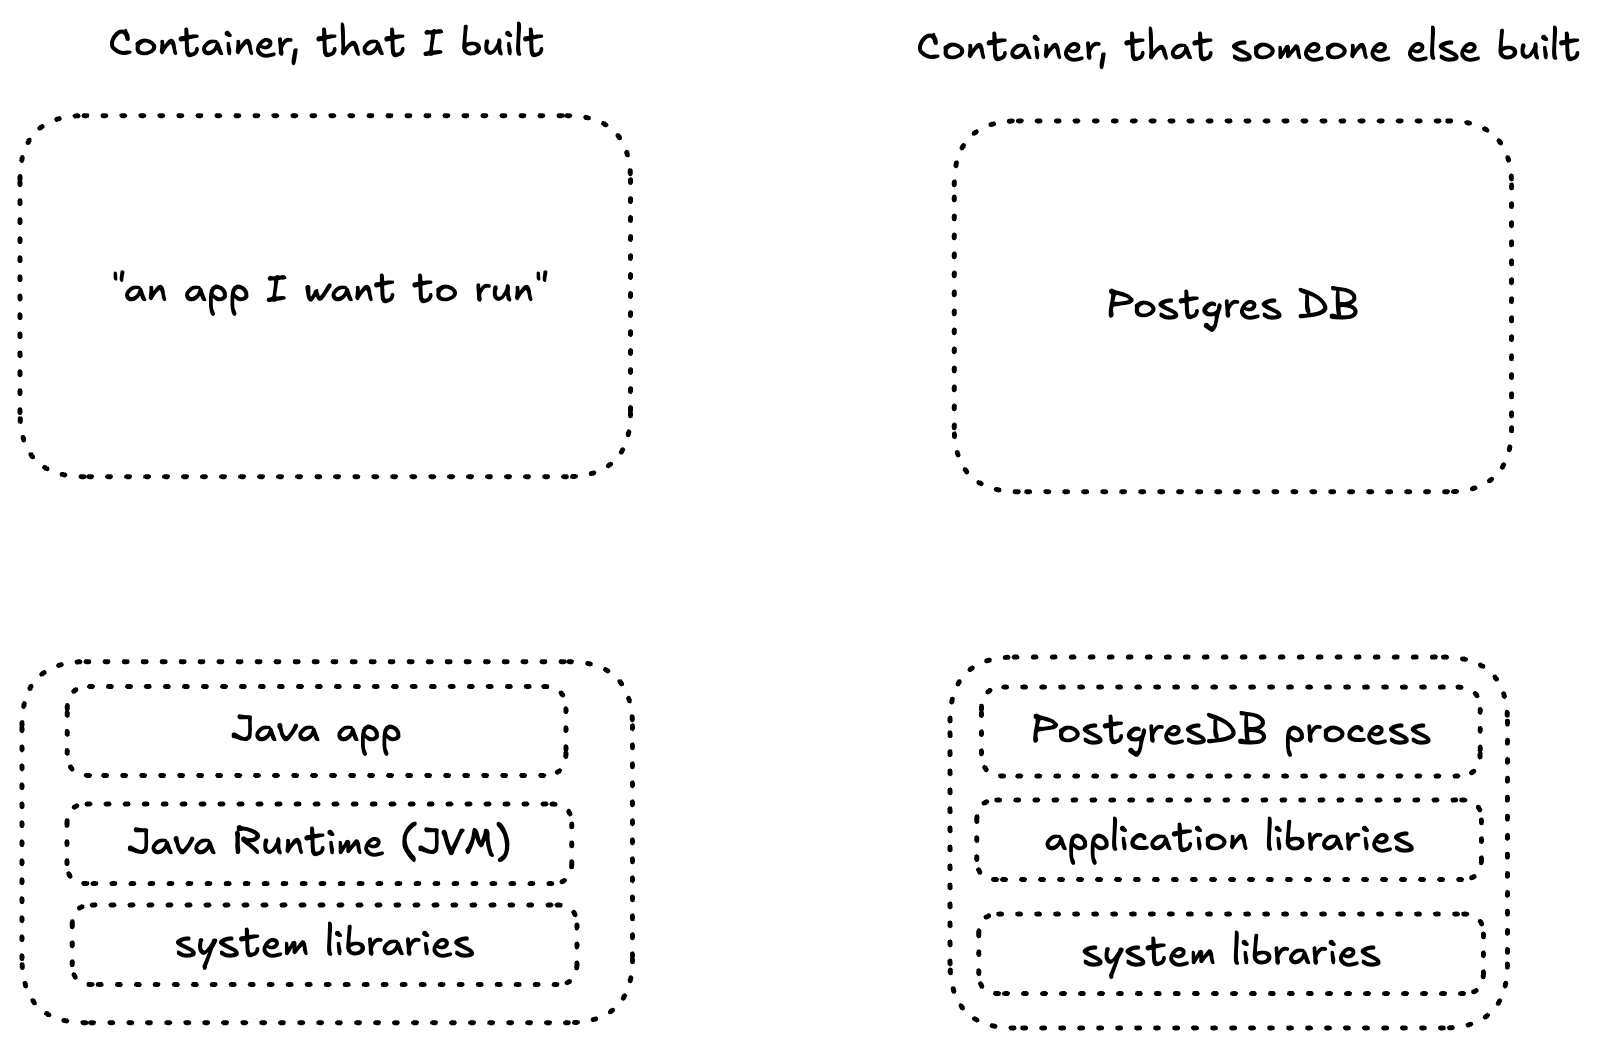 Container, that I built
Container, that someone else built
"an app I want to run"
Postgres DB
Java app
Java Runtime (JVM)
system libraries
PostgresDB process
application libraries
system libraries